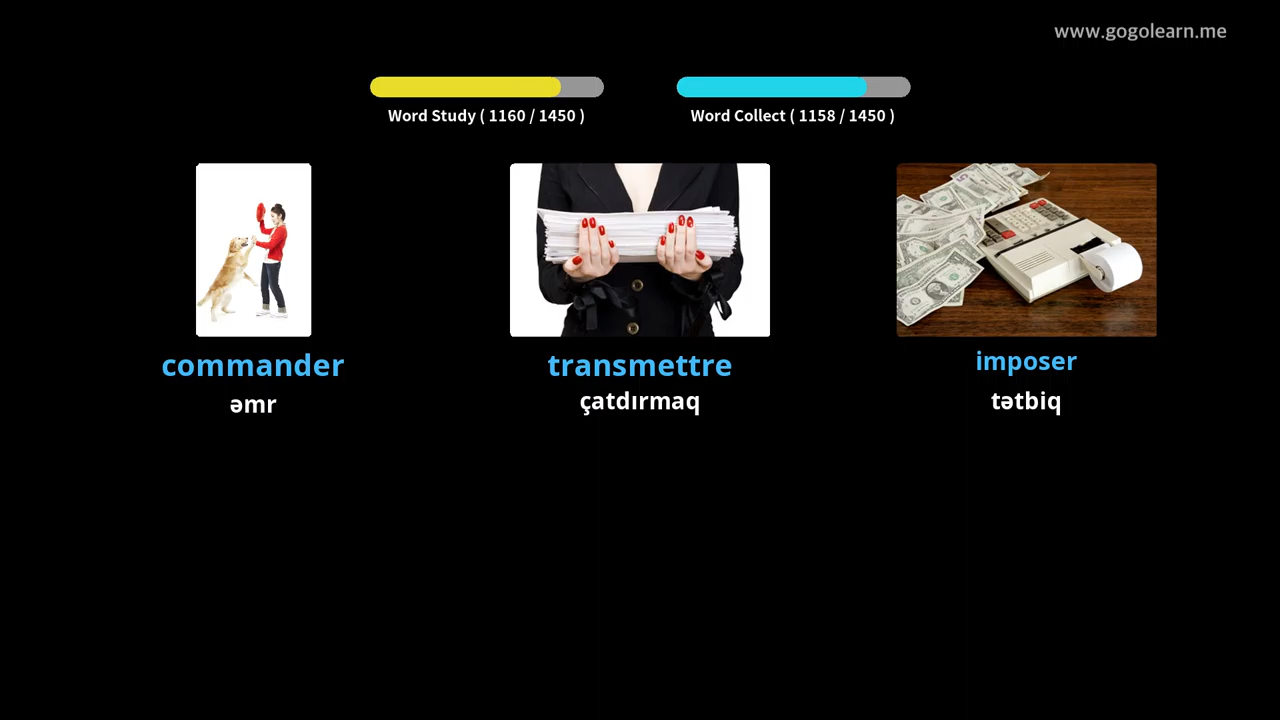 www.gogolearn.me
Word Study ( 1160 / 1450 )
Word Collect ( 1158 / 1450 )
commander
transmettre
imposer
əmr
çatdırmaq
tətbiq